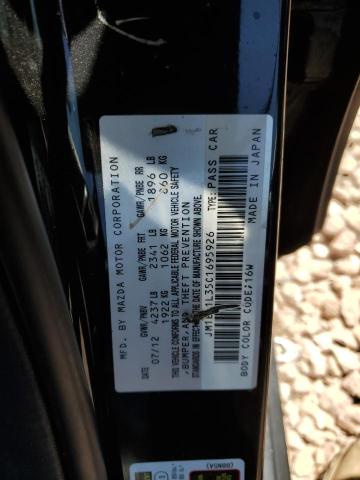 MFD. BY MAZDA MOTOR CORPORATION
GVWR/PNBV GAWR/PNBE FRT GAWR/PNBE RR
07/12 4237 LB 2341 LB 1896 LB
1922 KG 1062 KG 860 KG
THIS VEHICLE CONFORMS TO ALL APPLICABLE FEDERAL MOTOR VEHICLE SAFETY
, BUMPER, AND THEFT PREVENTION
STANDARDS IN EFFECT ON THE DATE OF MANUFACTURE SHOWN ABOVE.
1L35C1695926 TYPE: PASS CAR
BODY COLOR CODE:16W MADE IN JAPAN
(BBN5A)